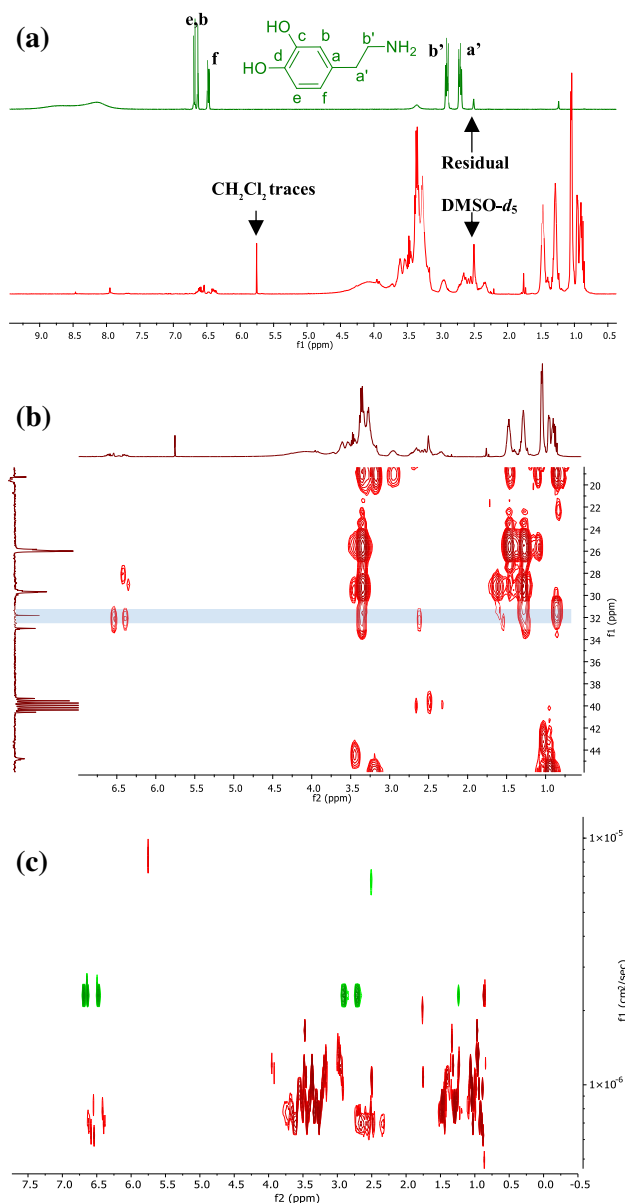 (a)
e, b
f
HO
HO
c
b
d
a
e
f
a'
b'
NH2
b'
a'
Residual
CH2Cl2 traces
DMSO-d5
9.0 8.5 8.0 7.5 7.0 6.5 6.0 5.5 5.0 4.5 4.0 3.5 3.0 2.5 2.0 1.5 1.0 0.5
f1 (ppm)
(b)
20
22
24
26
28
30
32
34
36
38
40
42
44
f1 (ppm)
6.5 6.0 5.5 5.0 4.5 4.0 3.5 3.0 2.5 2.0 1.5 1.0
f2 (ppm)
(c)
1×10-5
f1 (cm2/sec)
1×10-6
7.5 7.0 6.5 6.0 5.5 5.0 4.5 4.0 3.5 3.0 2.5 2.0 1.5 1.0 0.5 0.0 -0.5
f2 (ppm)